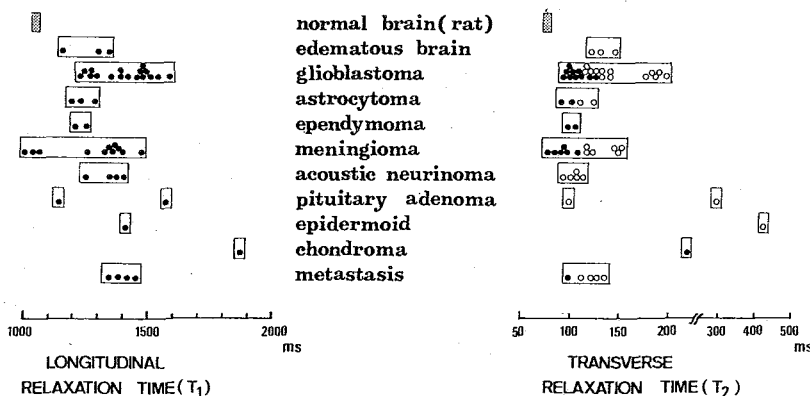 normal brain(rat)
edematous brain
glioblastoma
astrocytoma
ependymoma
meningioma
acoustic neurinoma
pituitary adenoma
epidermoid
chondroma
metastasis
1000 1500 2000
ms
LONGITUDINAL
RELAXATION TIME(T1)
50 100 150 200 300 400 500
ms
TRANSVERSE
RELAXATION TIME(T2)